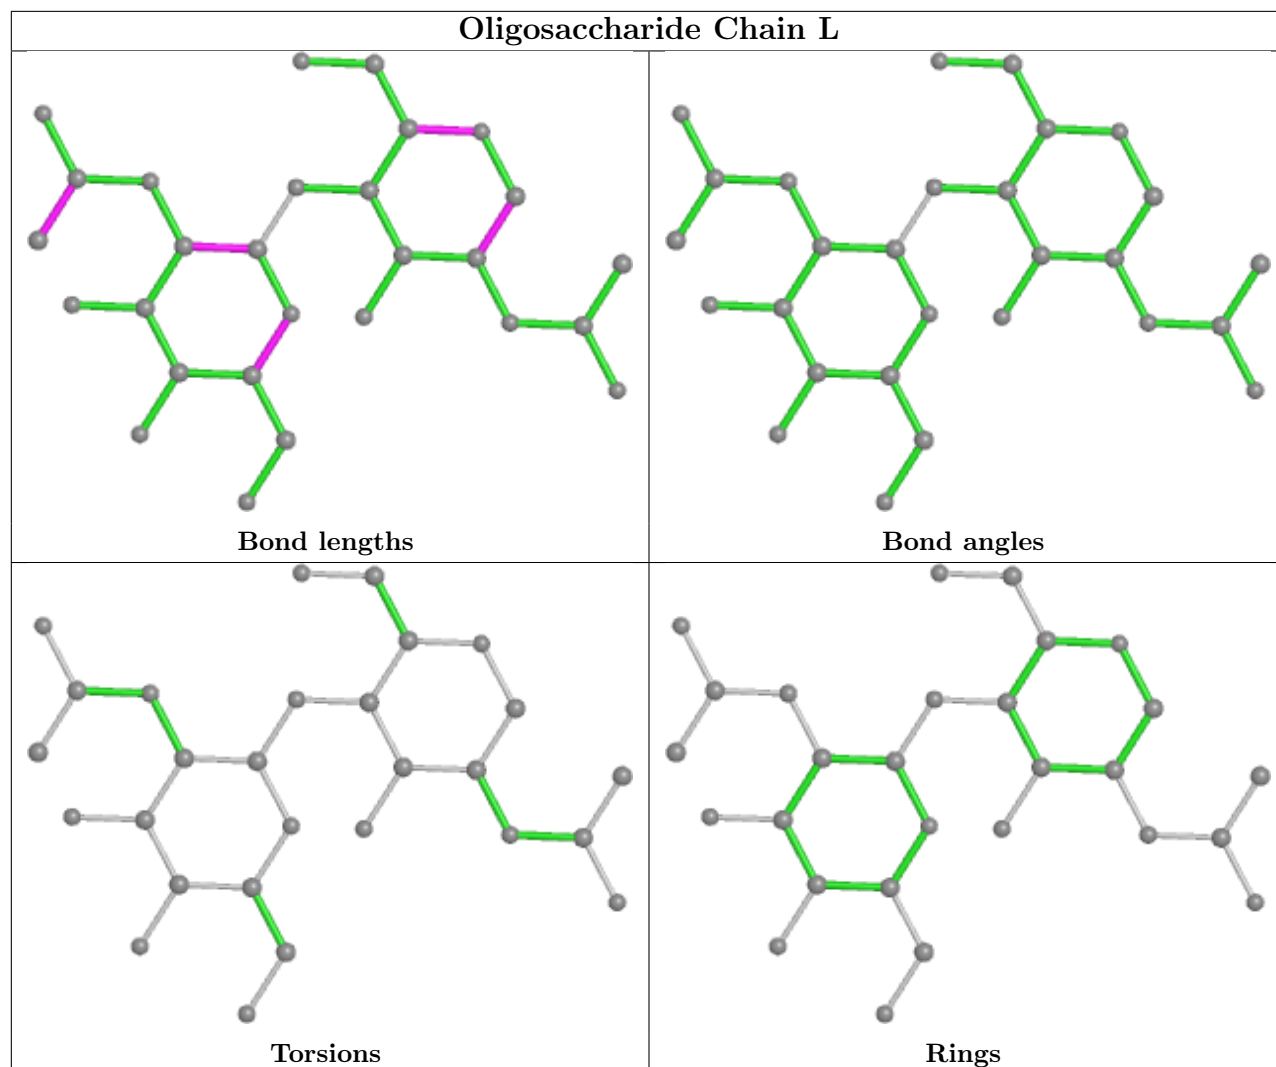 Oligosaccharide Chain L
Bond lengths
Bond angles
Torsions
Rings